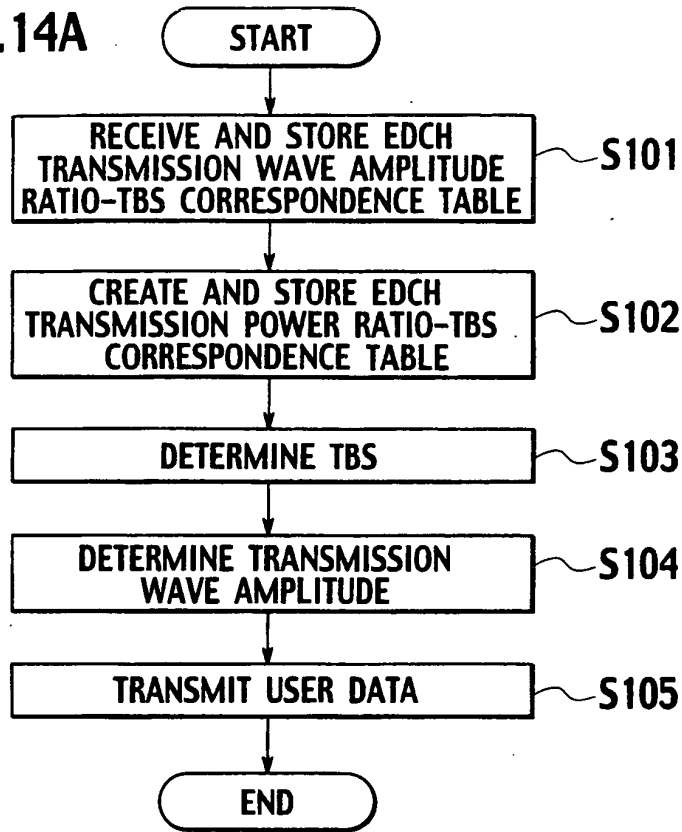 .14A
START
RECEIVE AND STORE EDCH
TRANSMISSION WAVE AMPLITUDE
RATIO-TBS CORRESPONDENCE TABLE
S101
CREATE AND STORE EDCH
TRANSMISSION POWER RATIO-TBS
CORRESPONDENCE TABLE
S102
DETERMINE TBS
S103
DETERMINE TRANSMISSION
WAVE AMPLITUDE
S104
TRANSMIT USER DATA
S105
END